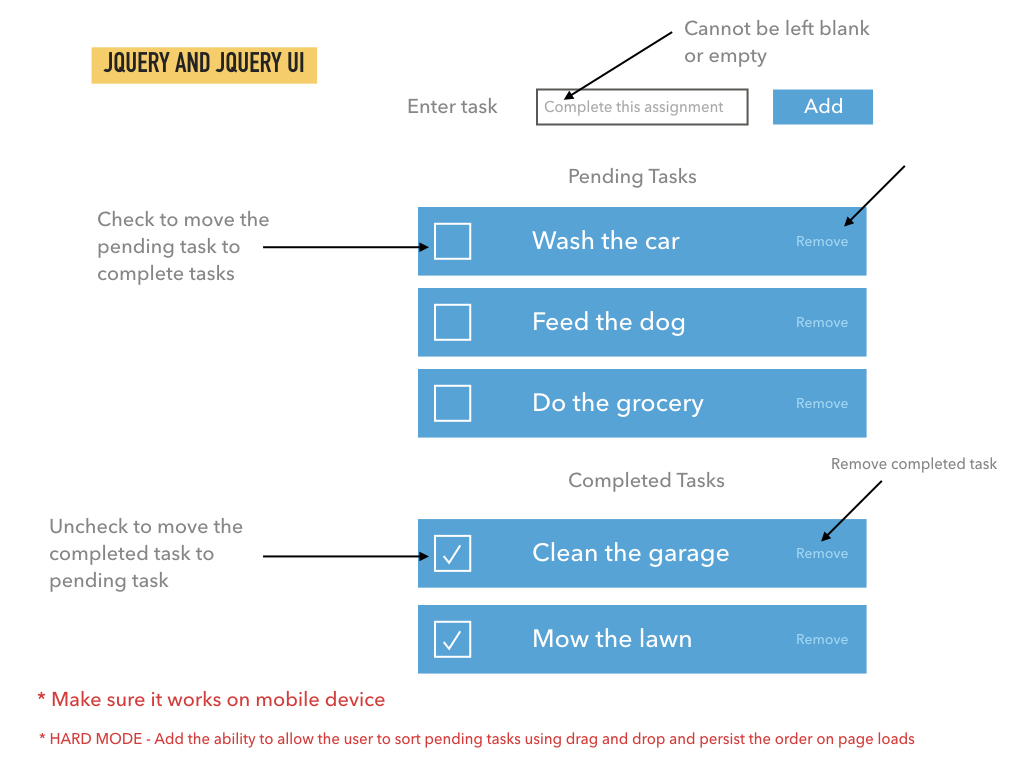 JQUERY AND JQUERY UI
Cannot be left blank
or empty
Enter task
Complete this assignment
Add
Pending Tasks
Check to move the
pending task to
complete tasks
Wash the car
Remove
Feed the dog
Remove
Do the grocery
Remove
Remove completed task
Completed Tasks
Uncheck to move the
completed task to
pending task
Clean the garage
Remove
Mow the lawn
Remove
* Make sure it works on mobile device
* HARD MODE - Add the ability to allow the user to sort pending tasks using drag and drop and persist the order on page loads